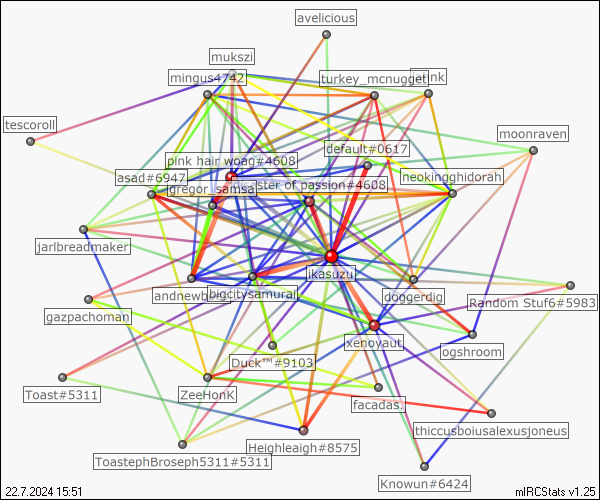 avelicious
mukszi
mingus4742
turkey_mcnugget
tescoroll
moonraven
default#0617
pink hair woag#4608
asad#6947
neokingghidorah
gregor_samsa
ster of passion#4608
jarlbreadmaker
ikasuzu
bigcitysamurai
doggerdig
Random Stuf6#5983
gazpachoman
xenoyaut
ogshroom
Duck™#9103
Toast#5311
ZeeHonK
facadas.
thiccusboiusalexusjoneus
Heighleaigh#8575
ToastephBroseph5311#5311
Knowun#6424
22.7.2024 15:51
mIRCStats v1.25